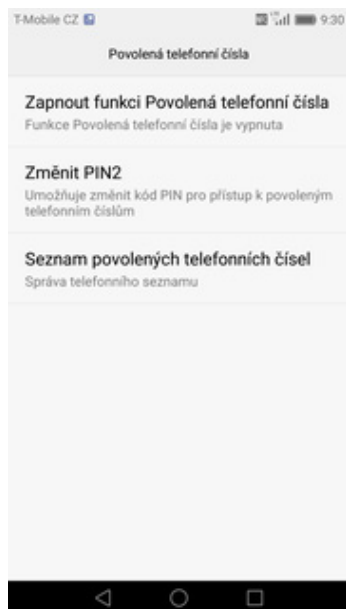 T-Mobile CZ
9:30
Povolená telefonní čísla
Zapnout funkci Povolená telefonní čísla
Funkce Povolená telefonní čísla je vypnuta
Změnit PIN2
Umožňuje změnit kód PIN pro přístup k povoleným
telefonním číslům
Seznam povolených telefonních čísel
Správa telefonního seznamu